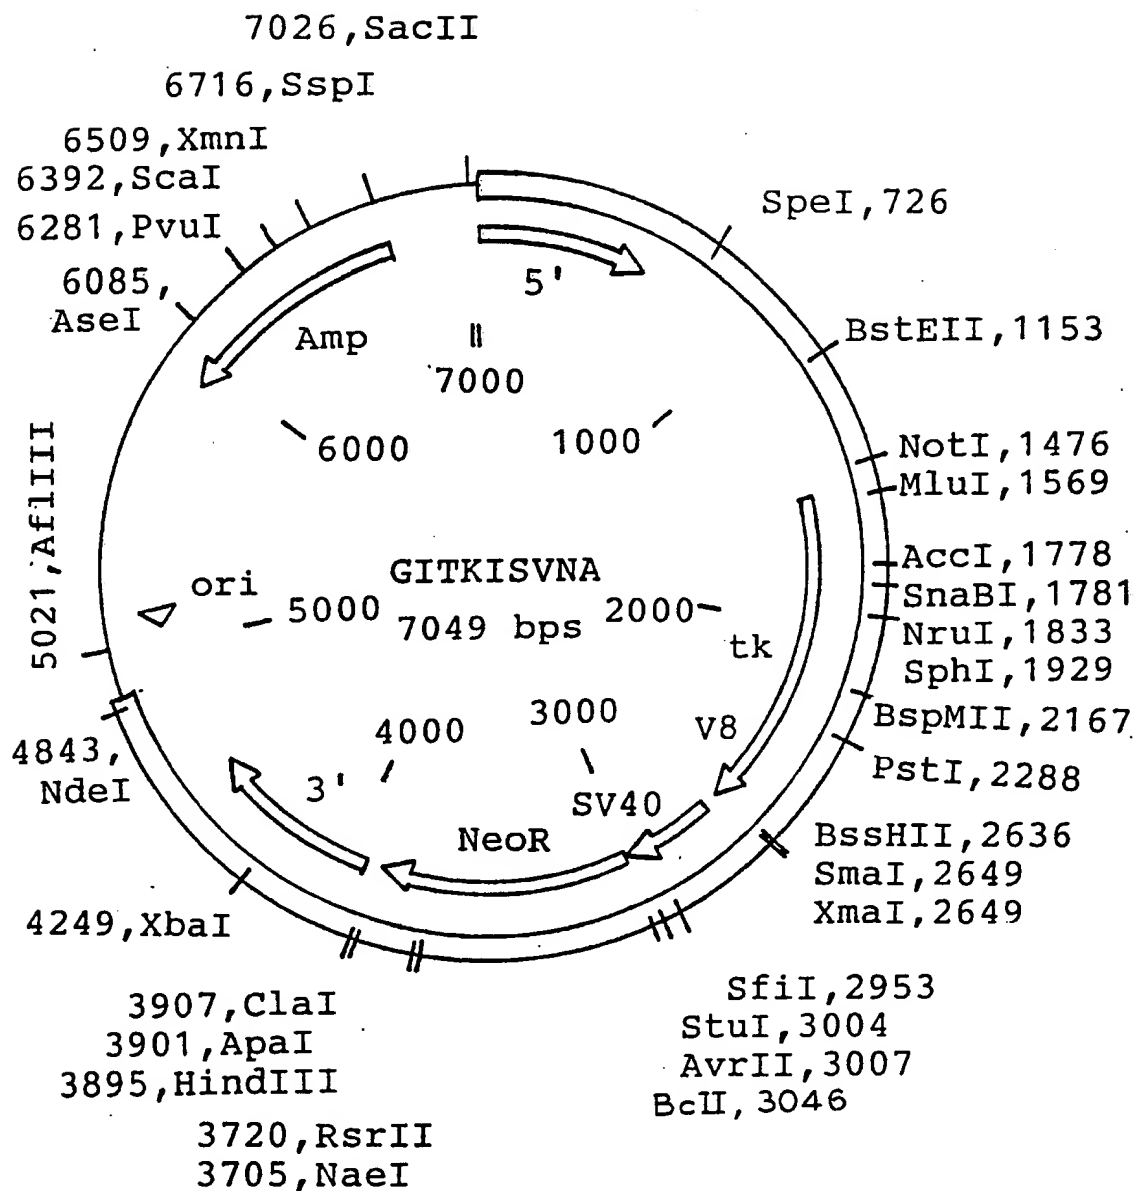 7026,SacII
6716,SspI
6509,XmnI
6392,ScaI
6281,PvuI
6085,
AseI
SpeI,726
BstEII,1153
NotI,1476
MluI,1569
AccI,1778
SnaBI,1781
NruI,1833
SphI,1929
BspMII,2167
PstI,2288
BssHII,2636
SmaI,2649
XmaI,2649
SfiI,2953
StuI,3004
AvrII,3007
BclI, 3046
3705,NaeI
3720,RsrII
3895,HindIII
3901,ApaI
3907,ClaI
4249,XbaI
4843,
NdeI
5021,AflIII
5'
Amp
7000
6000
1000
ori
5000
GITKISVNA
7049 bps
2000
tk
V8
3000
4000
3'
SV40
NeoR